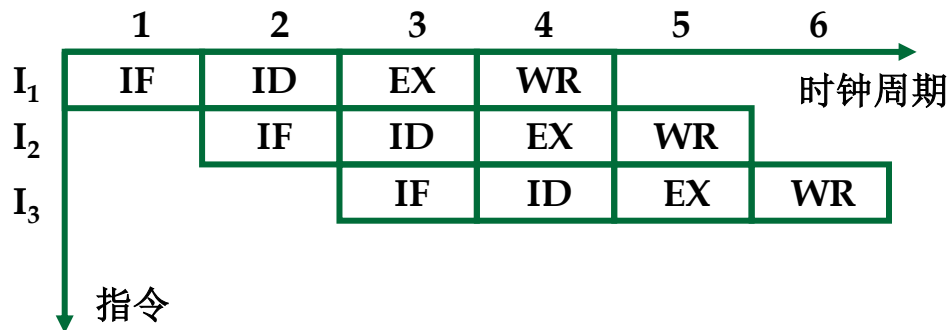 1 2 3 4 5 6
I₁ IF ID EX WR
时钟周期
I₂ IF ID EX WR
I₃ IF ID EX WR
指令